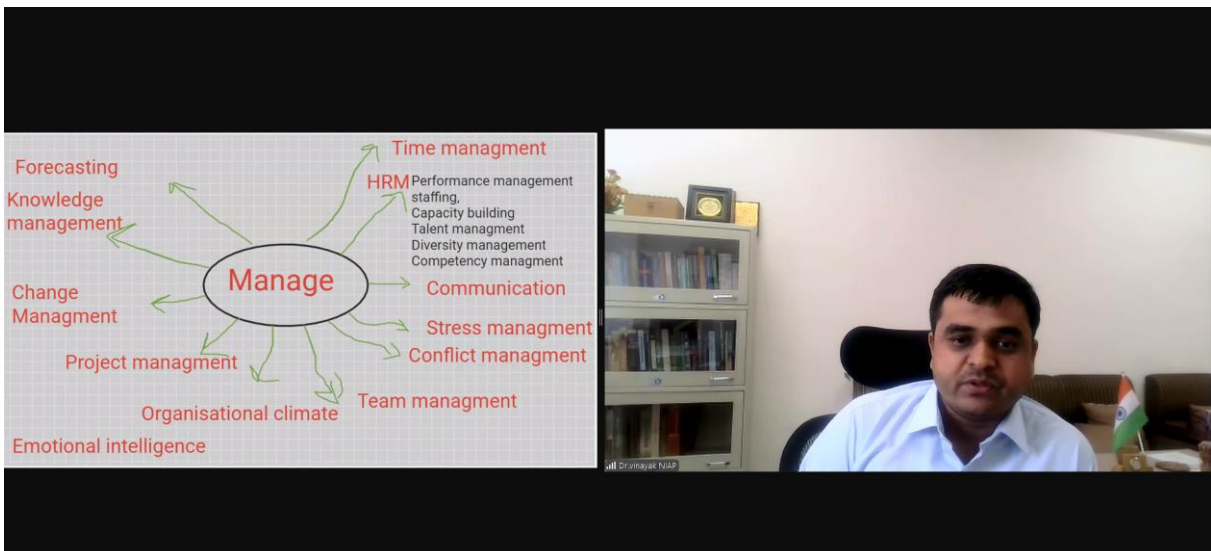 Time managment
Forecasting
HRM Performance management
staffing,
Capacity building
Talent managment
Diversity management
Competency managment
Knowledge
management
Manage
Communication
Change
Managment
Stress managment
Conflict managment
Project managment
Team managment
Organisational climate
Emotional intelligence
Dr.vinayak NIAP